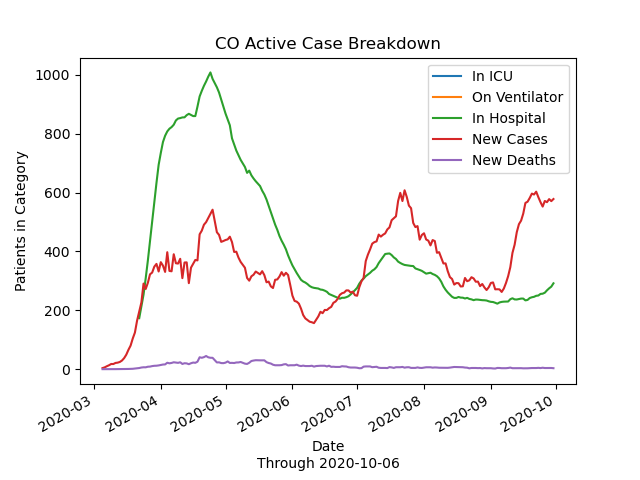 CO Active Case Breakdown
In ICU
On Ventilator
In Hospital
New Cases
New Deaths
Patients in Category
1000
800
600
400
200
0
2020-03
2020-04
2020-05
2020-06
2020-07
2020-08
2020-09
2020-10
Date
Through 2020-10-06